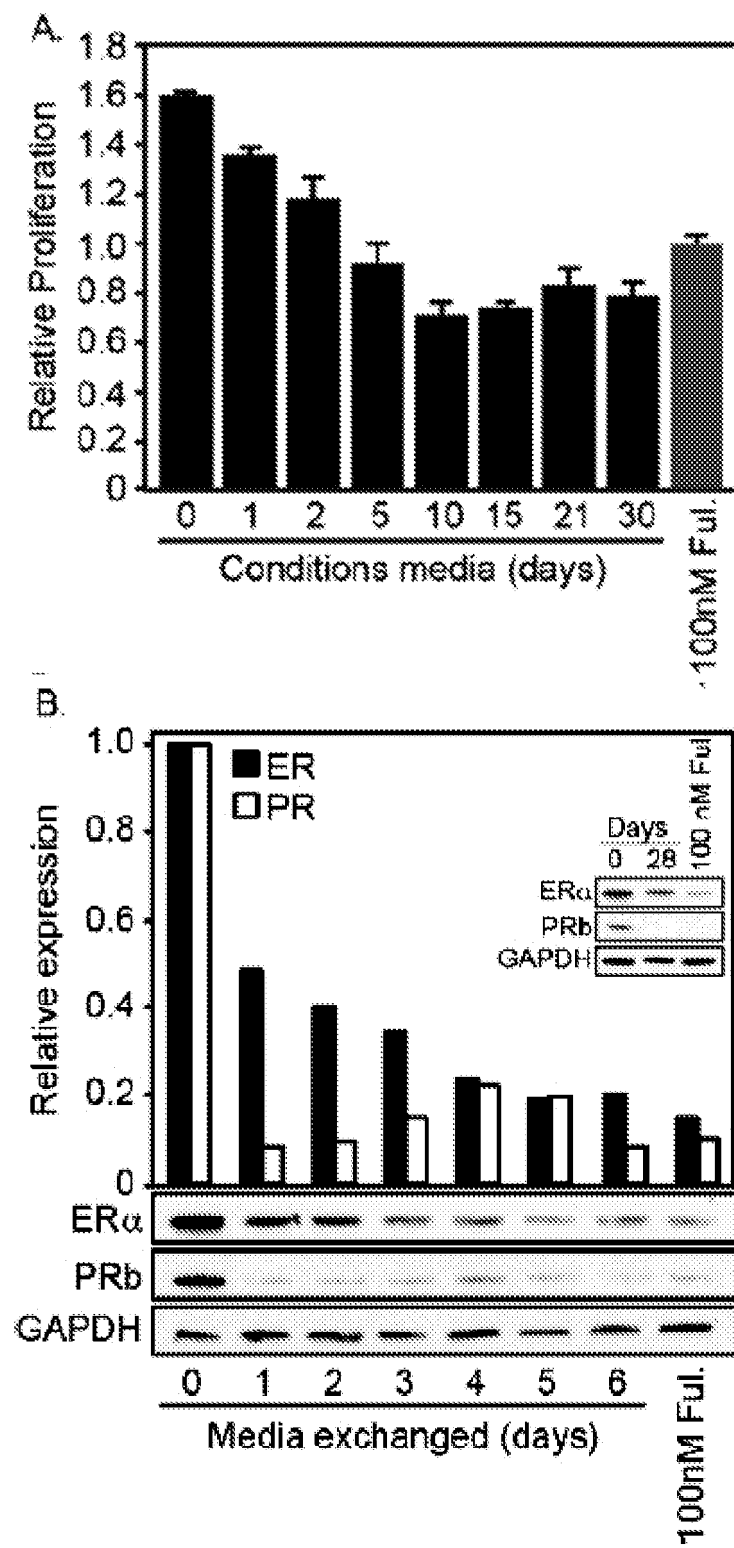 A.
Relative Proliferation
1.8
1.6
1.4
1.2
1.0
0.8
0.6
0.4
0.2
0
0 1 2 5 10 15 21 30
Conditions media (days)
100nM Ful.
B.
Relative expression
1.0
0.8
0.6
0.4
0.2
0
ER
PR
Days
0 28 100 nM Ful
ERα
PRb
GAPDH
ERα
PRb
GAPDH
0 1 2 3 4 5 6
Media exchanged (days)
100nM Ful.